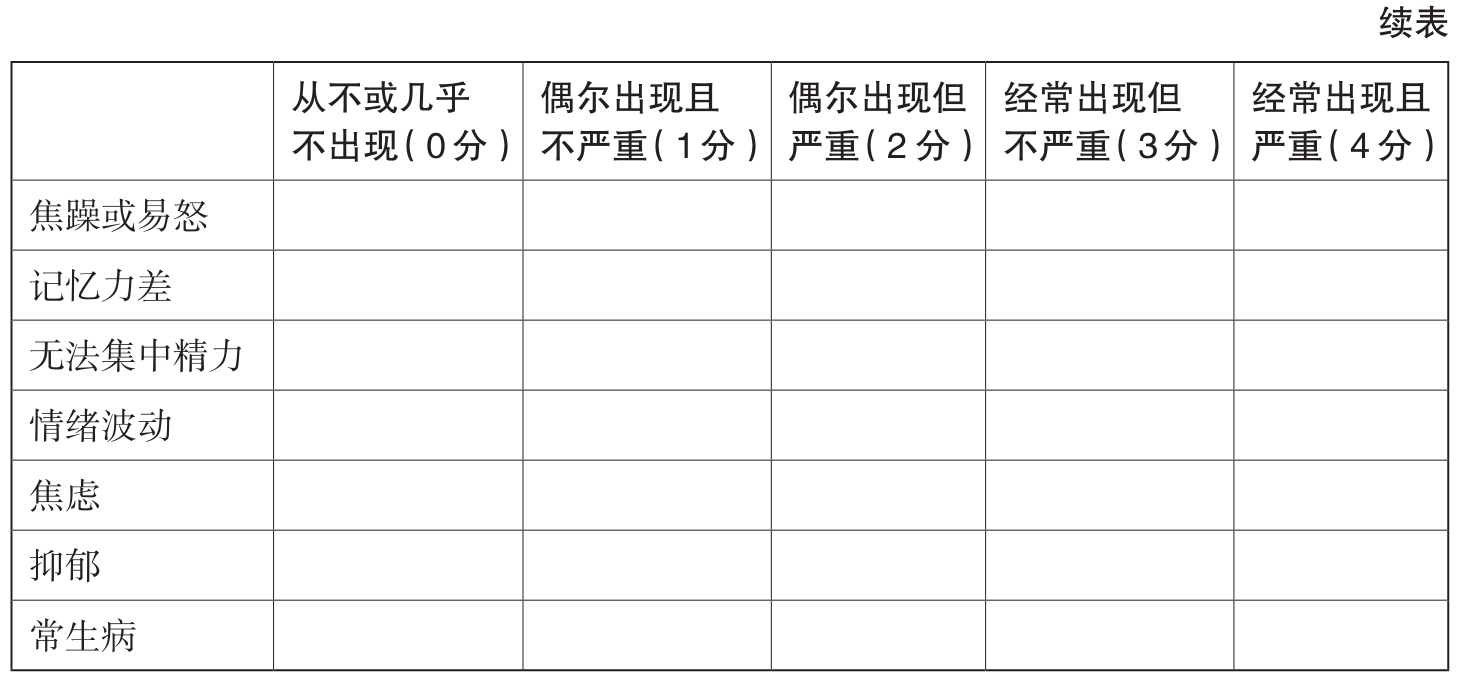 续表
从不或几乎 偶尔出现且 偶尔出现但 经常出现但 经常出现且
不出现(0分) 不严重(1分) 严重(2分) 不严重(3分) 严重(4分)
焦躁或易怒
记忆力差
无法集中精力
情绪波动
焦虑
抑郁
常生病